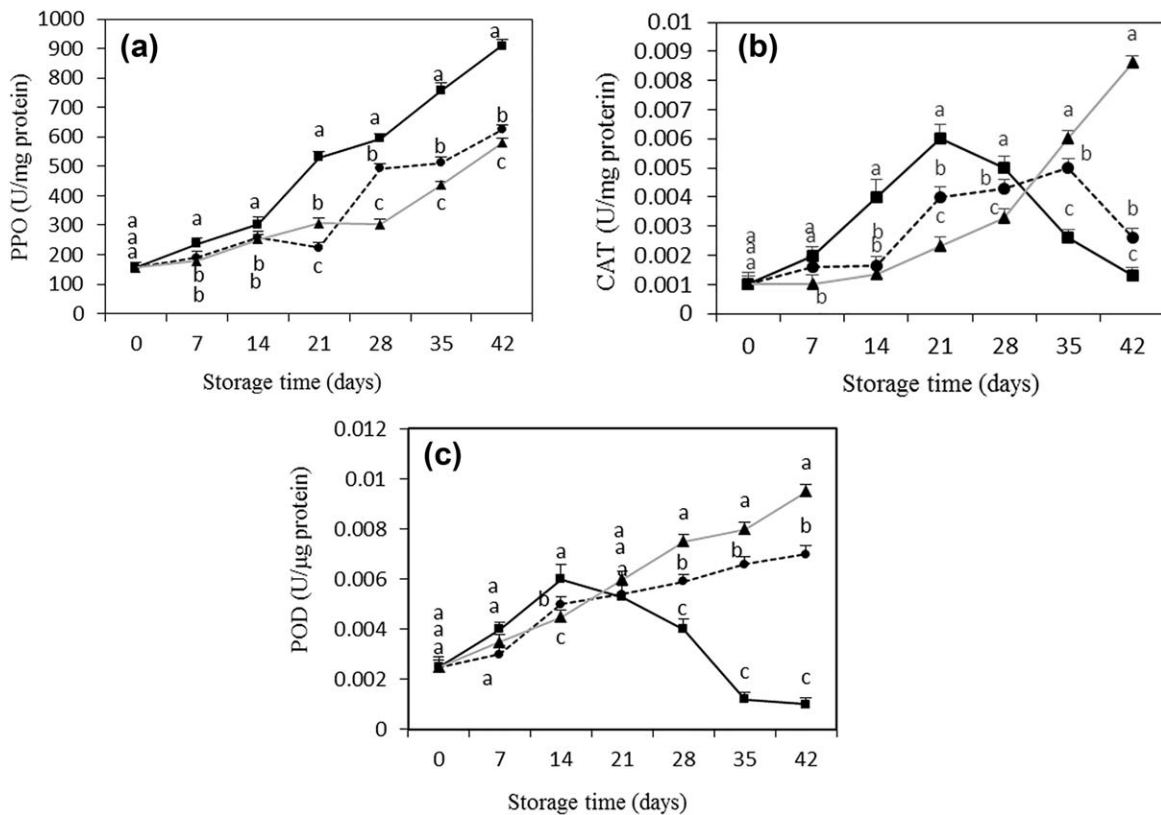 (a)
PPO (U/mg protein)
1000
900
800
700
600
500
400
300
200
100
0
a
a
a
a
b
b
a
b
b
a
b
c
a
b
c
a
b
c
a
b
c
0 7 14 21 28 35 42
Storage time (days)
(b)
CAT (U/mg proterin)
0.01
0.009
0.008
0.007
0.006
0.005
0.004
0.003
0.002
0.001
0
a
a
a
a
a
b
a
b
b
a
b
c
a
b
c
a
b
c
a
b
c
0 7 14 21 28 35 42
Storage time (days)
(c)
POD (U/µg protein)
0.012
0.01
0.008
0.006
0.004
0.002
0
a
a
a
a
a
a
a
b
c
a
a
a
a
b
c
a
b
c
a
b
c
0 7 14 21 28 35 42
Storage time (days)